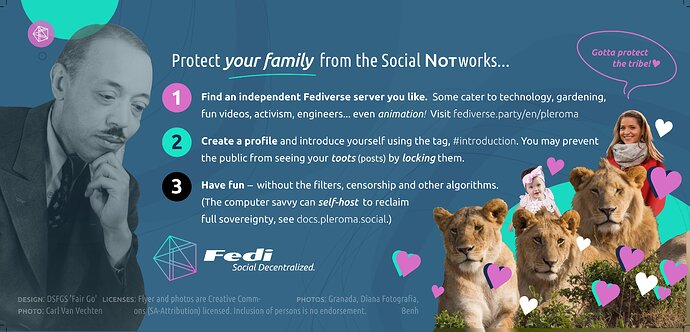 Protect your family from the Social NOTworks...
Gotta protect
the tribe!
1 Find an independent Fediverse server you like. Some cater to technology, gardening,
fun videos, activism, engineers... even animation! Visit fediverse.party/en/pleroma
2 Create a profile and introduce yourself using the tag, #introduction. You may prevent
the public from seeing your toots (posts) by locking them.
3 Have fun – without the filters, censorship and other algorithms.
(The computer savvy can self-host to reclaim
full sovereignty, see docs.pleroma.social.)
Fedi
Social Decentralized.
DESIGN: DSFGS 'Fair Go' LICENSES: Flyer and photos are Creative Comm-
PHOTO: Carl Van Vechten ons (SA-Attribution) licensed. Inclusion of persons is no endorsement.
PHOTOS: Granada, Diana Fotografia,
Benh